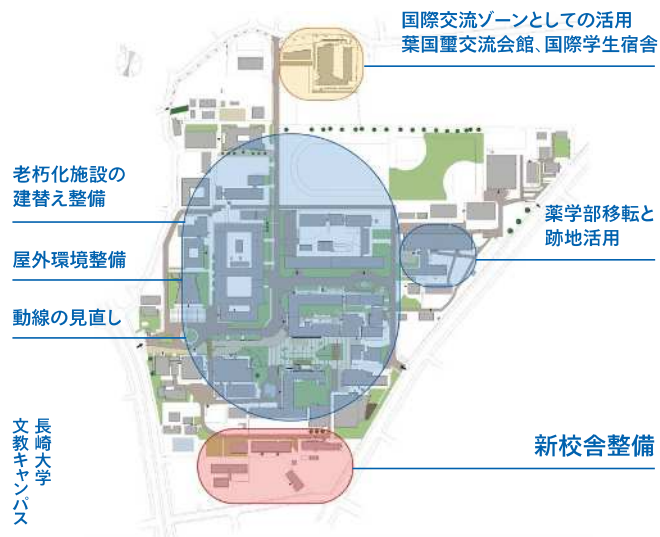 国際交流ゾーンとしての活用
葉国璽交流会館、国際学生宿舎
老朽化施設の
建替え整備
薬学部移転と
跡地活用
屋外環境整備
動線の見直し
新校舎整備
長崎大学
文教キャンパス